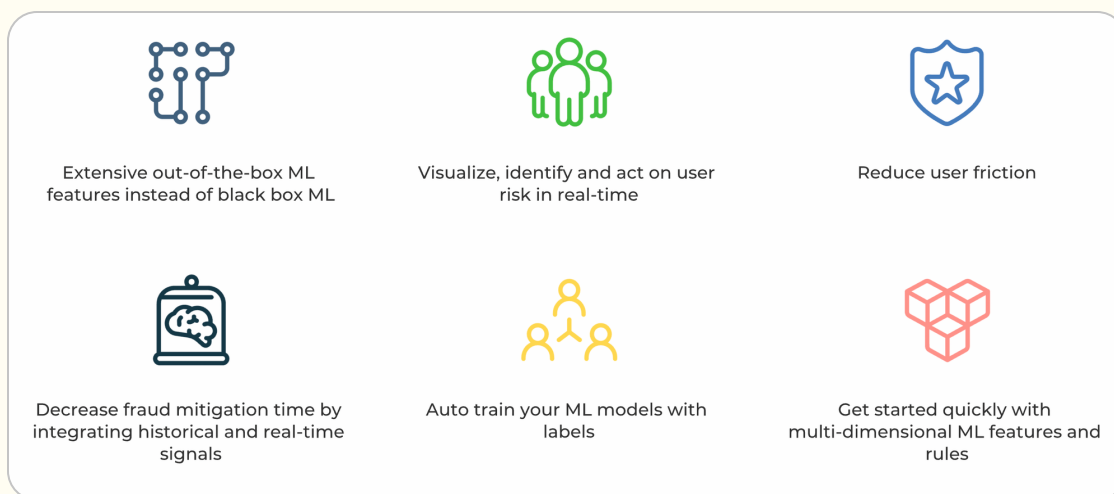 Extensive out-of-the-box ML
features instead of black box ML
Visualize, identify and act on user
risk in real-time
Reduce user friction
Decrease fraud mitigation time by
integrating historical and real-time
signals
Auto train your ML models with
labels
Get started quickly with
multi-dimensional ML features and
rules